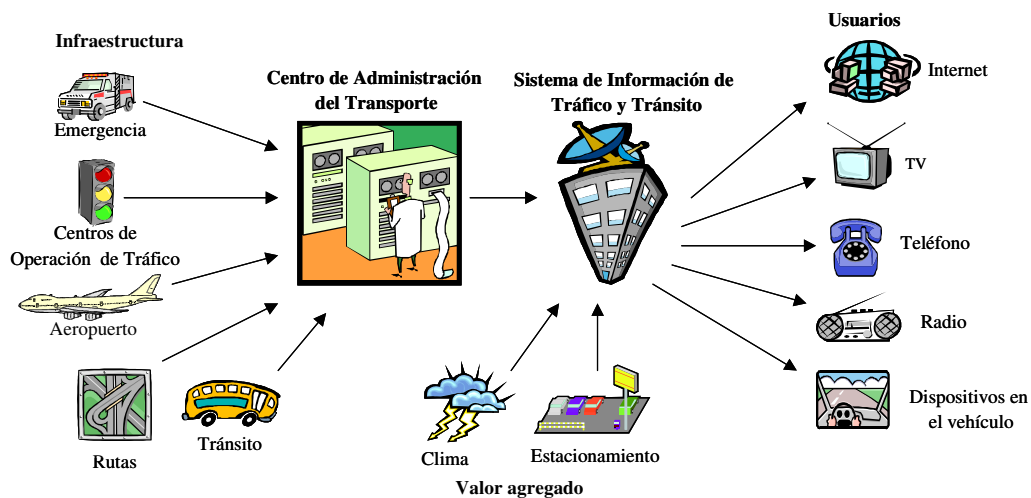 Infraestructura
Emergencia
Centros de
Operación de Tráfico
Aeropuerto
Rutas
Tránsito
Centro de Administración
del Transporte
Sistema de Información de
Tráfico y Tránsito
Clima
Estacionamiento
Valor agregado
Usuarios
Internet
TV
Teléfono
Radio
Dispositivos en
el vehículo